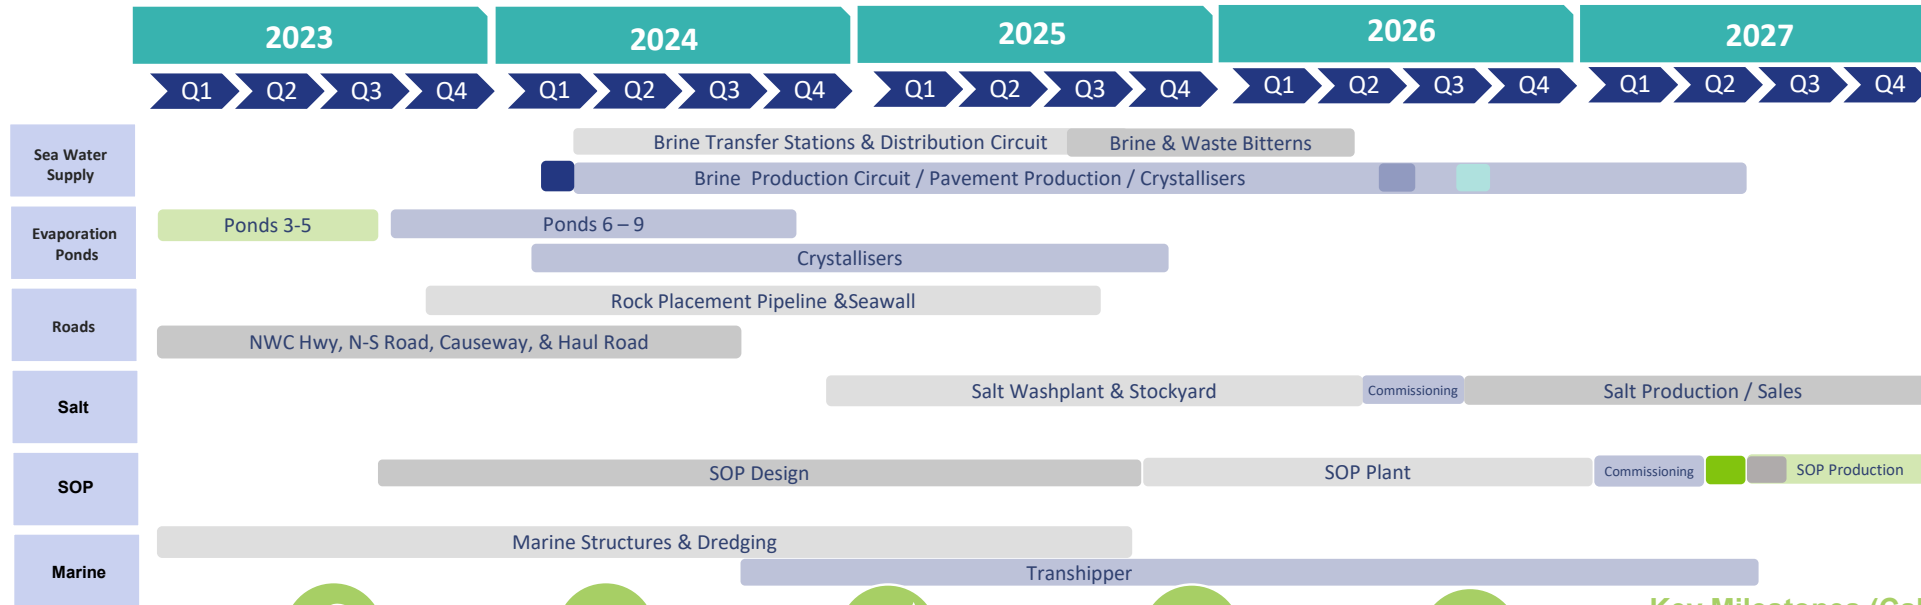 2023 2024 2025 2026 2027
Q1 Q2 Q3 Q4 Q1 Q2 Q3 Q4 Q1 Q2 Q3 Q4 Q1 Q2 Q3 Q4 Q1 Q2 Q3 Q4
Sea Water
Supply
Brine Transfer Stations & Distribution Circuit
Brine & Waste Bitterns
Brine Production Circuit / Pavement Production / Crystallisers
Evaporation
Ponds
Ponds 3-5
Ponds 6 – 9
Crystallisers
Roads
Rock Placement Pipeline &Seawall
NWC Hwy, N-S Road, Causeway, & Haul Road
Salt
Salt Washplant & Stockyard
Commissioning
Salt Production / Sales
SOP
SOP Design
SOP Plant
Commissioning
SOP Production
Marine
Marine Structures & Dredging
Transhipper
Key Milestones